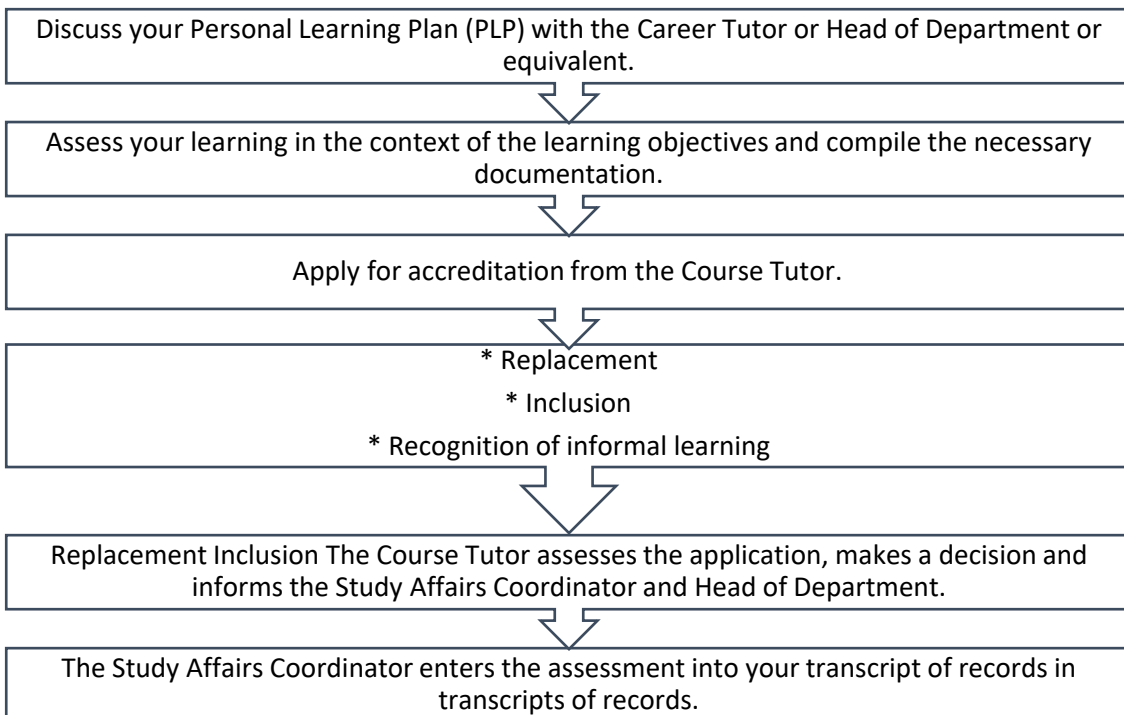 Discuss your Personal Learning Plan (PLP) with the Career Tutor or Head of Department or
equivalent.
Assess your learning in the context of the learning objectives and compile the necessary
documentation.
Apply for accreditation from the Course Tutor.
* Replacement
* Inclusion
* Recognition of informal learning
Replacement Inclusion The Course Tutor assesses the application, makes a decision and
informs the Study Affairs Coordinator and Head of Department.
The Study Affairs Coordinator enters the assessment into your transcript of records in
transcripts of records.